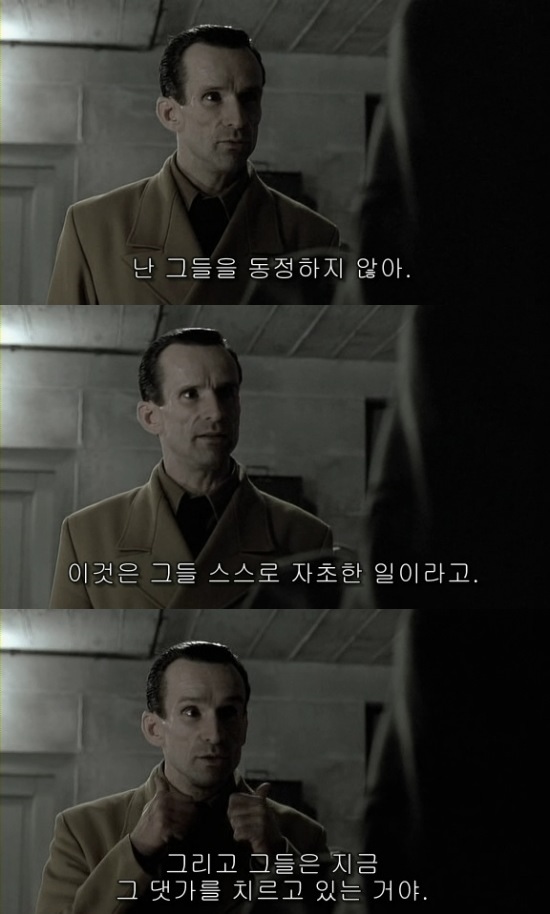 난 그들을 동정하지 않아.
이것은 그들 스스로 자초한 일이라고.
그리고 그들은 지금
그 댓가를 치르고 있는 거야.